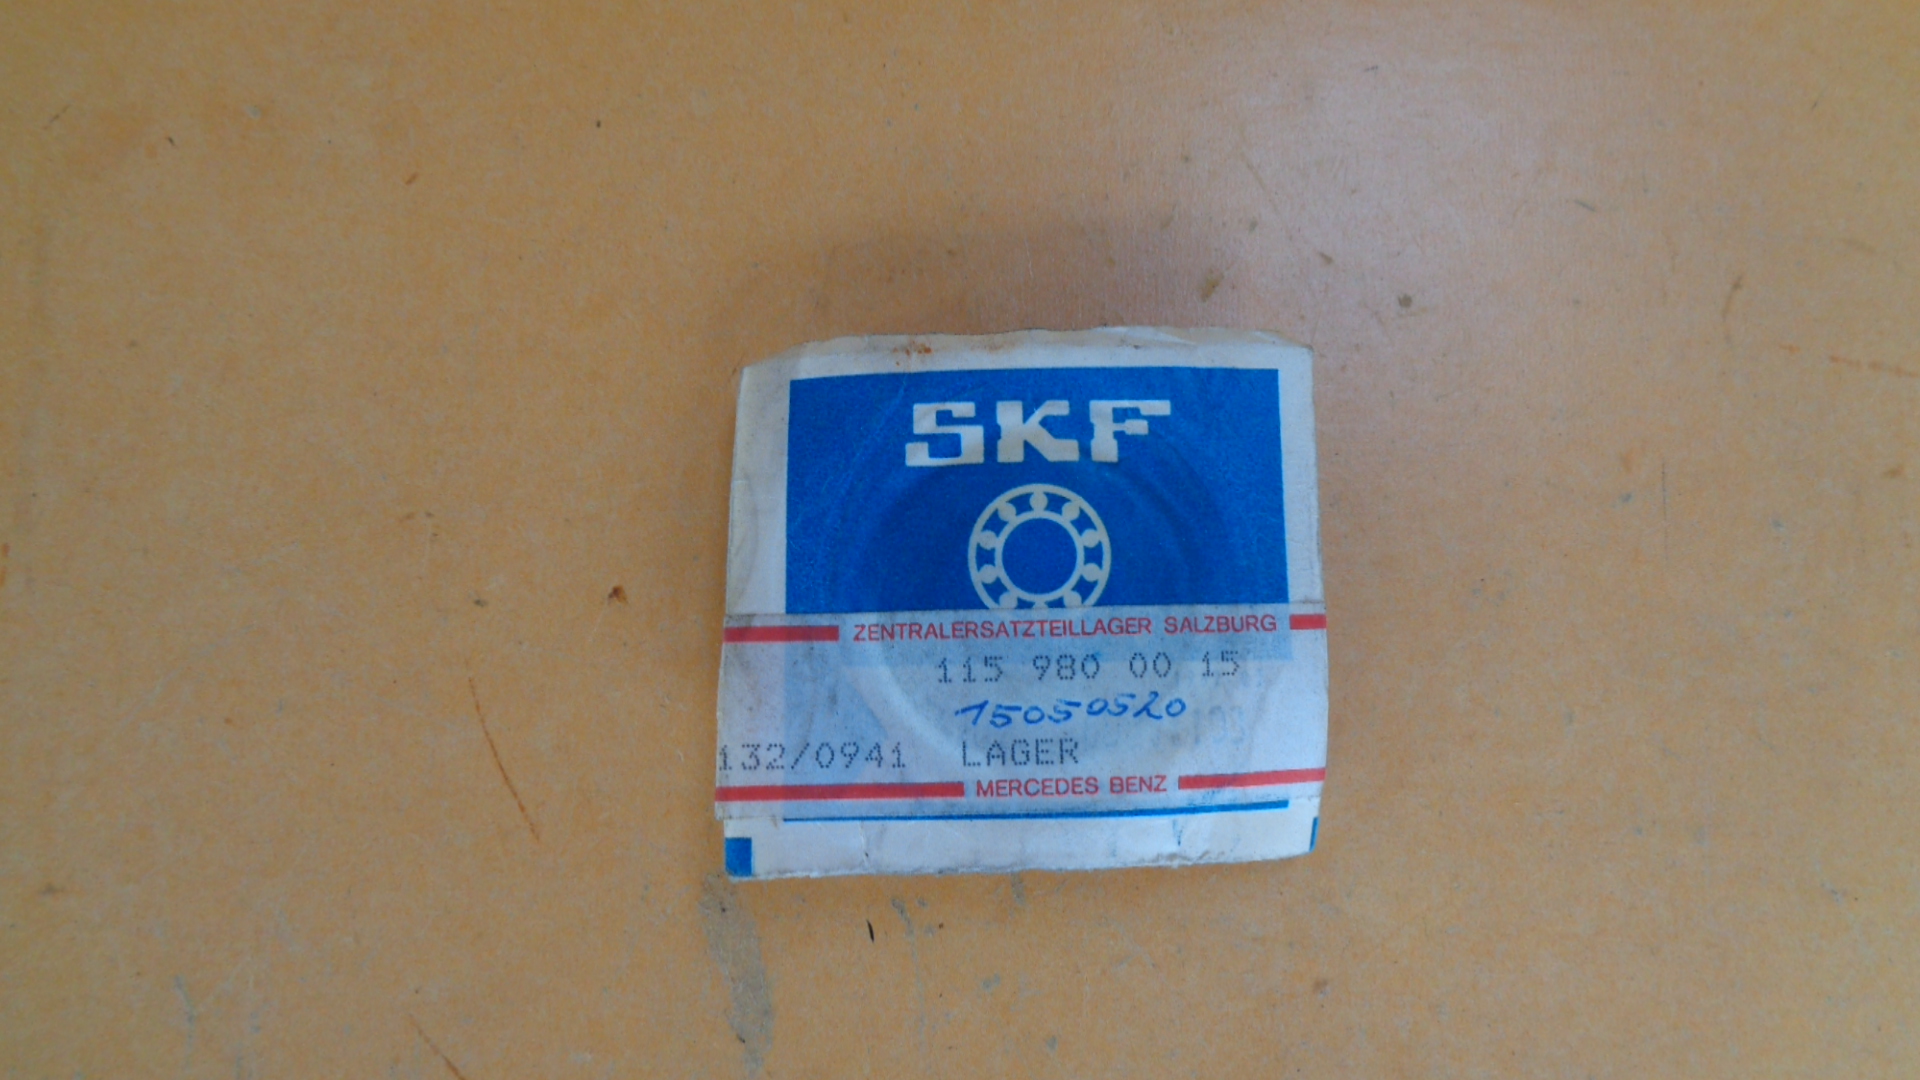 SKF
ZENTRALERSATZTEILLAGER SALZBURG
115 980 00 15
15050520
132/0941 LAGER
MERCEDES BENZ